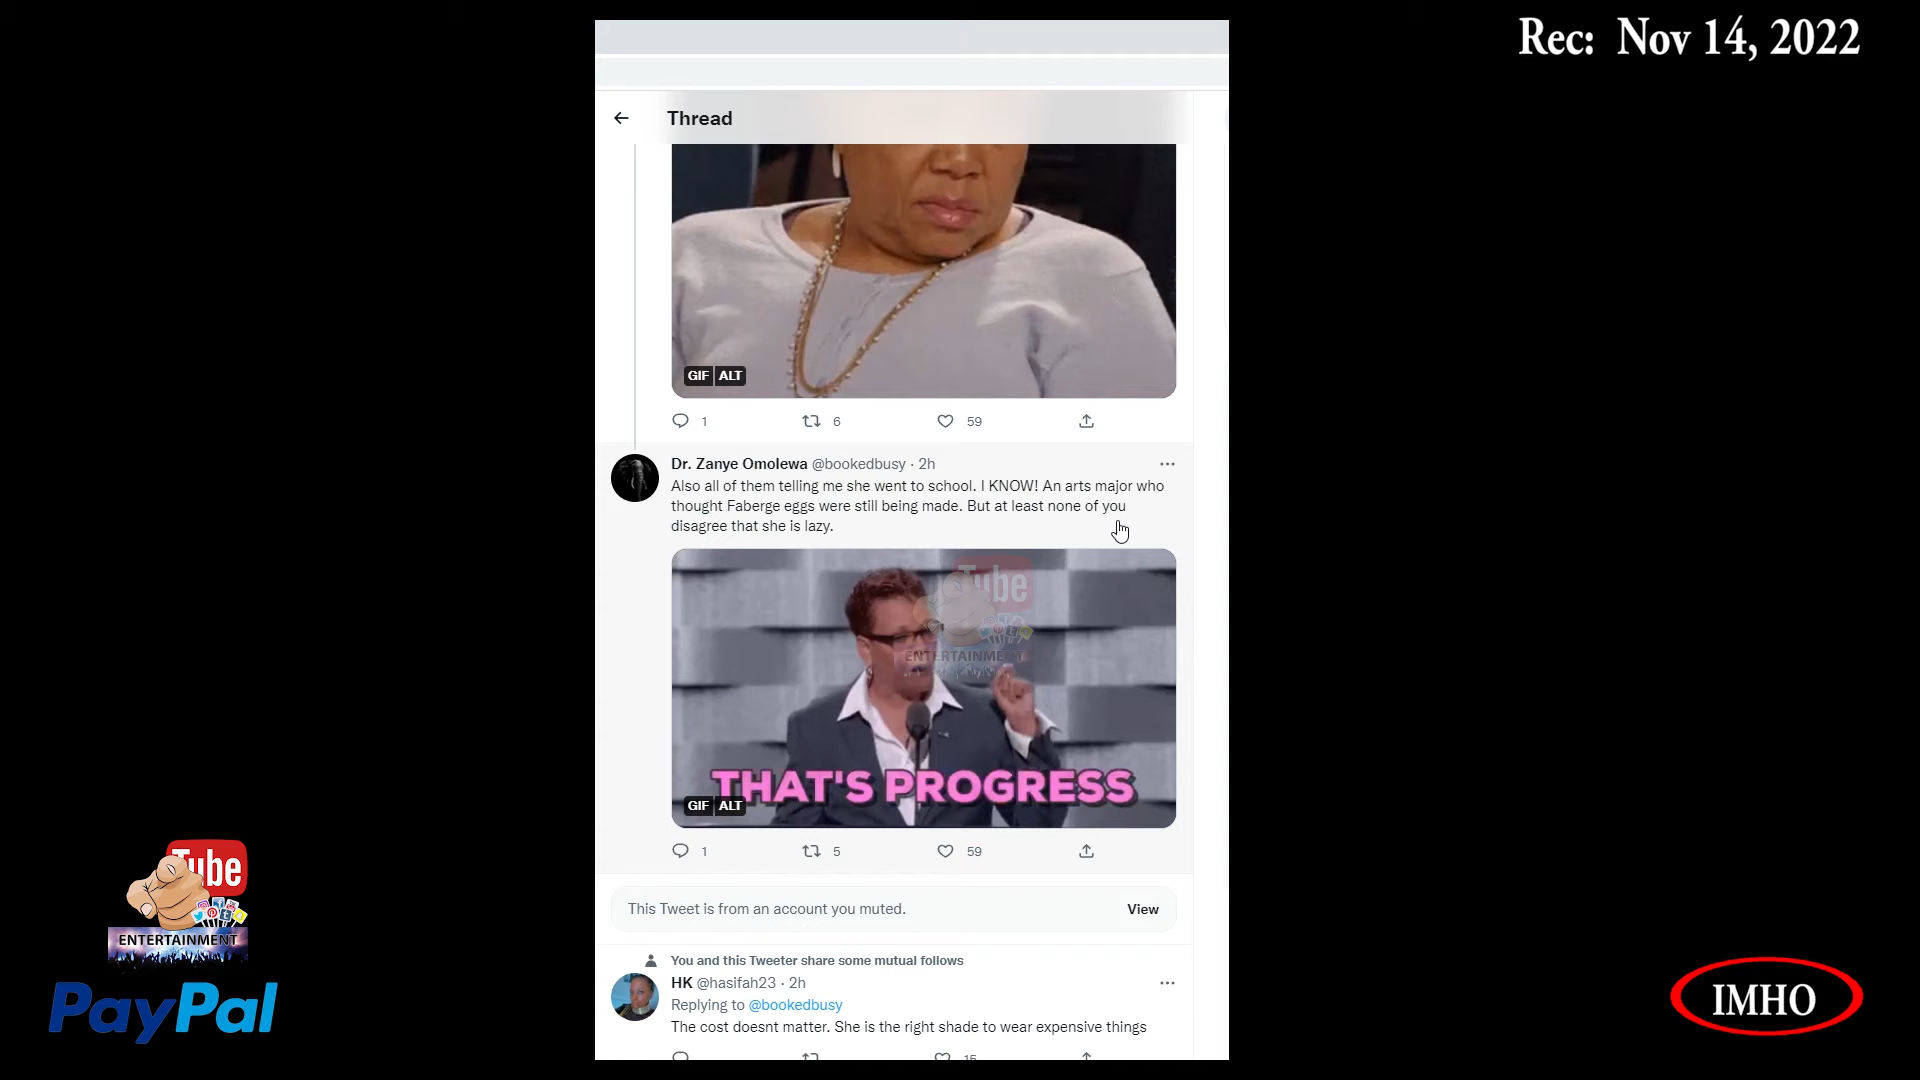 Rec: Nov 14, 2022
Thread
GIF ALT
1 6 59
Dr. Zanye Omolewa @bookedbusy · 2h
Also all of them telling me she went to school. I KNOW! An arts major who
thought Faberge eggs were still being made. But at least none of you
disagree that she is lazy.
Tube
ENTERTAINMENT
THAT'S PROGRESS
GIF ALT
1 5 59
This Tweet is from an account you muted.
View
You and this Tweeter share some mutual follows
HK @hasifah23 · 2h
Replying to @bookedbusy
The cost doesnt matter. She is the right shade to wear expensive things
15
Tube
ENTERTAINMENT
PayPal
IMHO